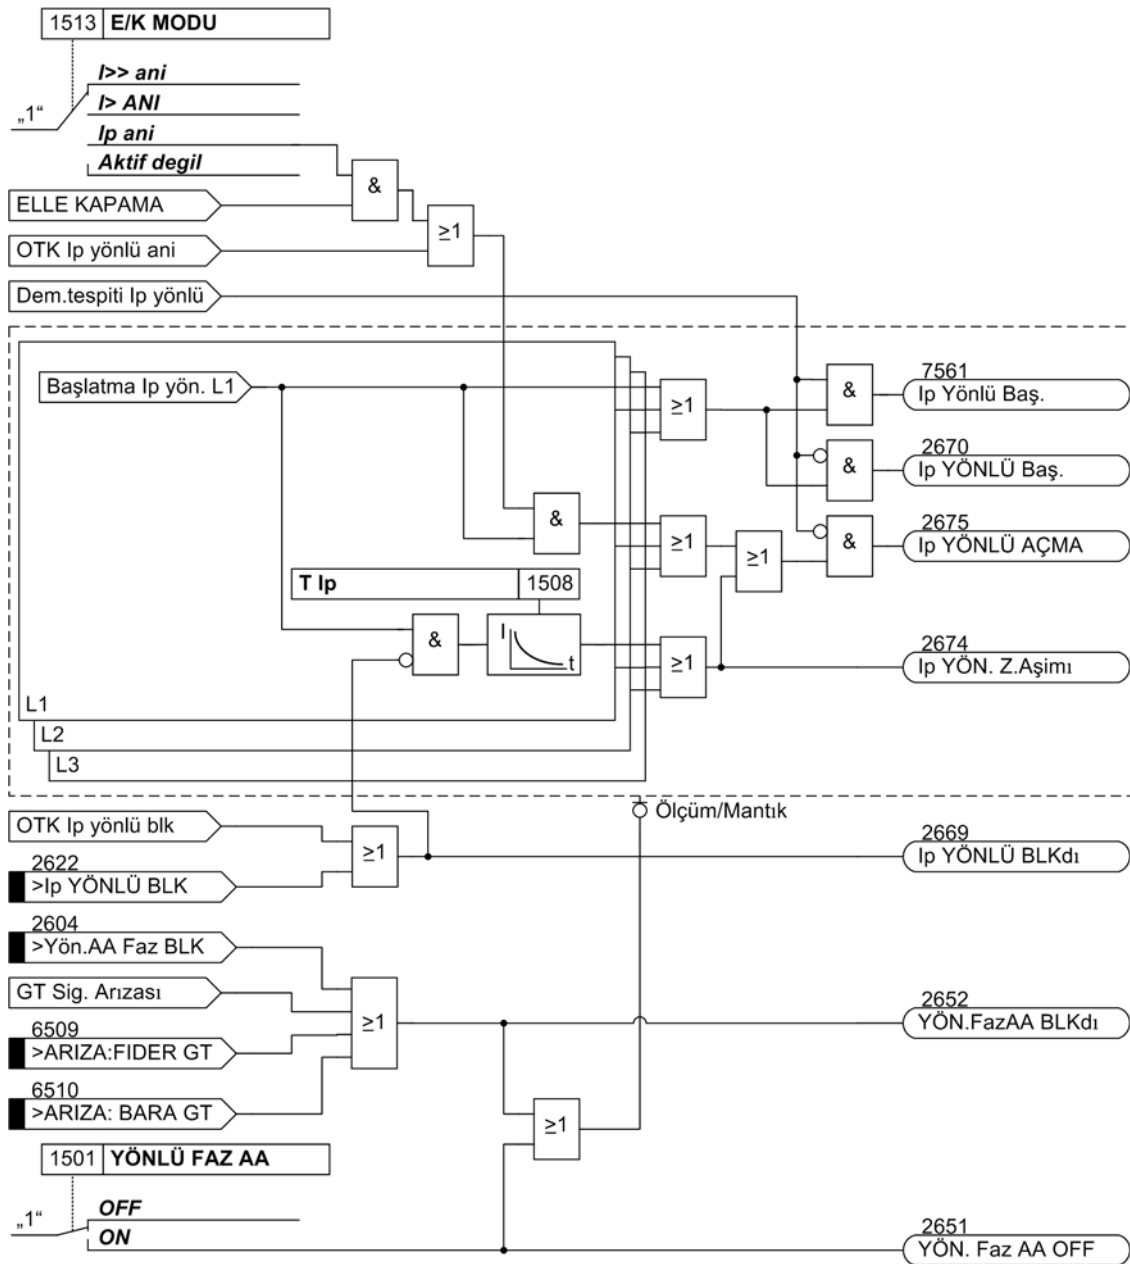 1513 E/K MODU
I>> ani
I> ANI
Ip ani
Aktif degil
„1“
&
ELLE KAPAMA
≥1
OTK Ip yönlü ani
Dem.tespiti Ip yönlü
Başlatma Ip yön. L1
≥1
&
7561
Ip Yönlü Baş.
&
2670
Ip YÖNLÜ Baş.
&
≥1
≥1
&
2675
Ip YÖNLÜ AÇMA
T Ip 1508
&
I
t
≥1
2674
Ip YÖN. Z.Aşimı
L1
L2
L3
Ölçüm/Mantık
OTK Ip yönlü blk
≥1
2622
>Ip YÖNLÜ BLK
2669
Ip YÖNLÜ BLKdı
2604
>Yön.AA Faz BLK
GT Sig. Arızası
≥1
2652
YÖN.FazAA BLKdı
6509
>ARIZA:FIDER GT
6510
>ARIZA: BARA GT
≥1
1501 YÖNLÜ FAZ AA
OFF
ON
„1“
2651
YÖN. Faz AA OFF